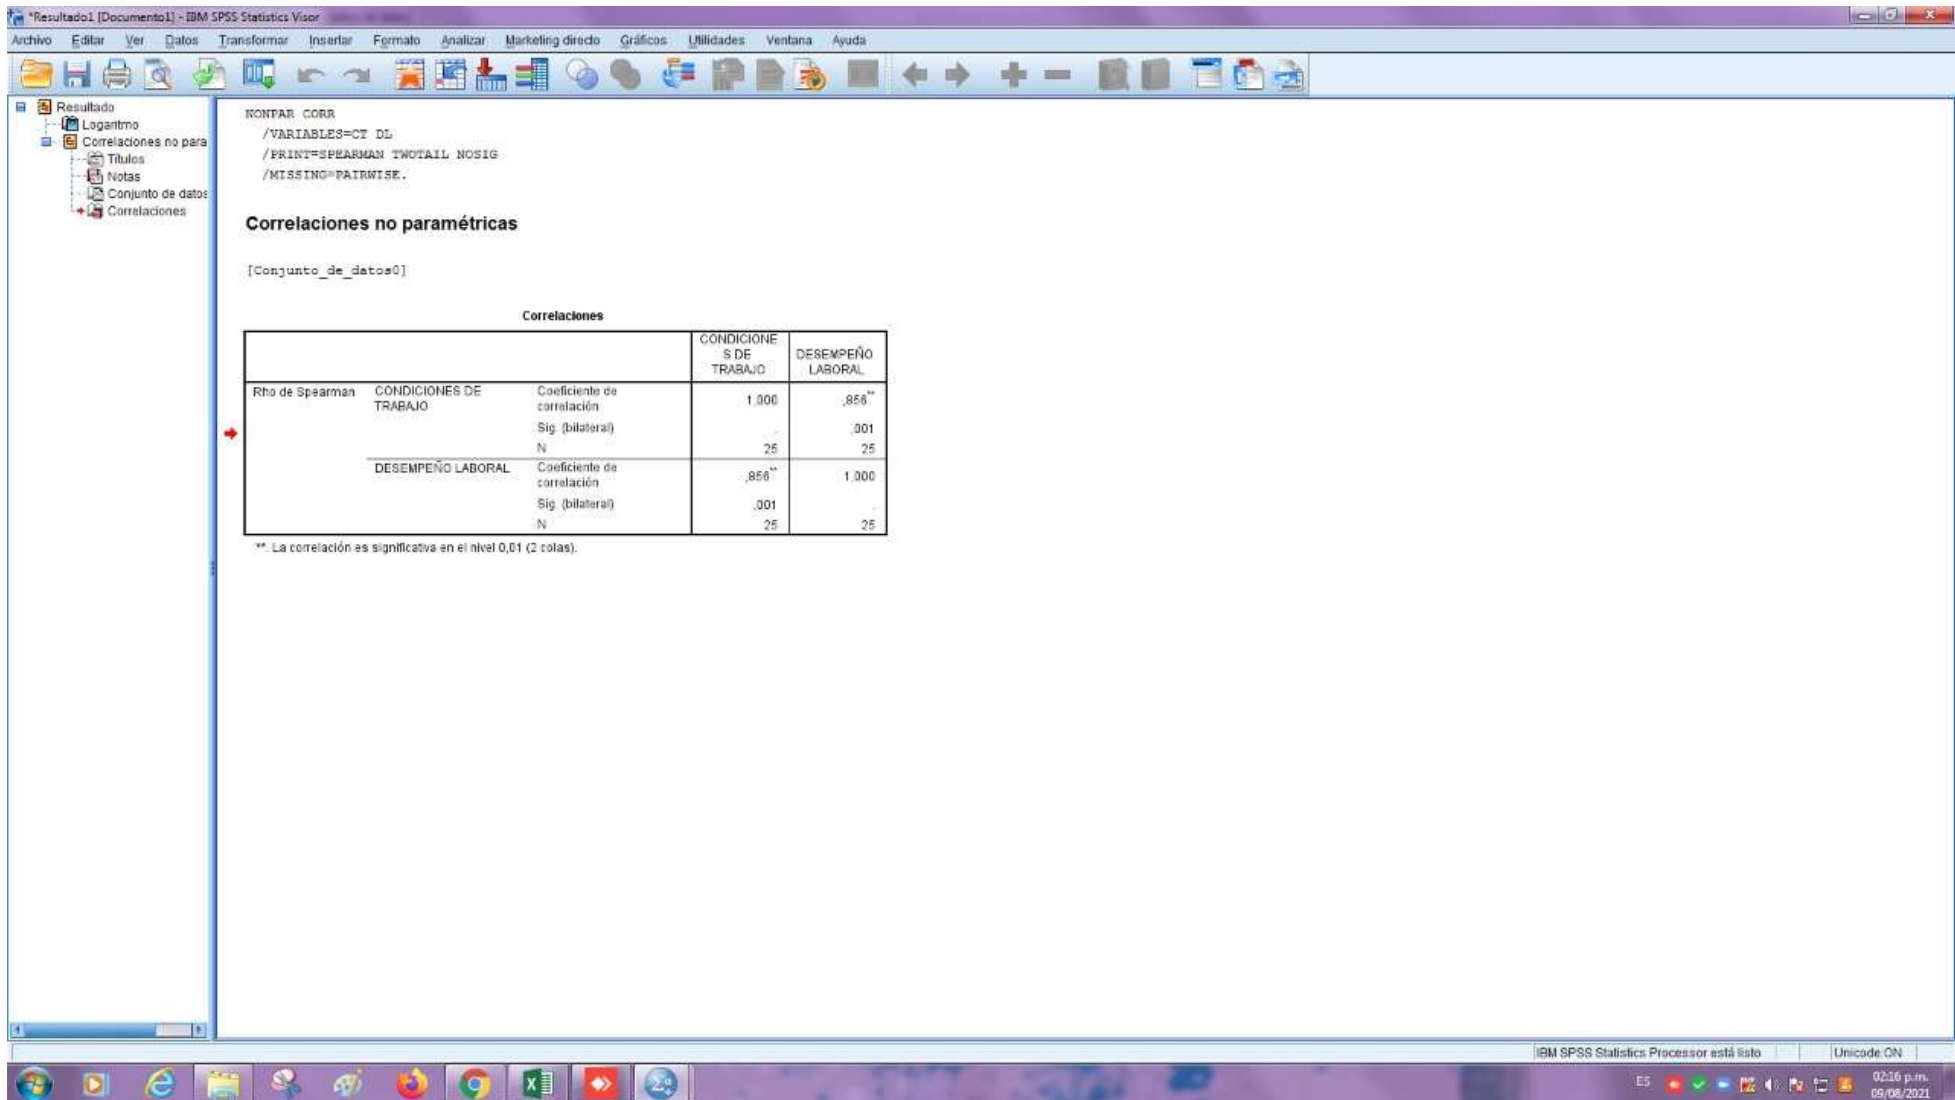 *Resultado1 [Documento1] - IBM SPSS Statistics Visor
Archivo Editar Ver Datos Transformar Insertar Formato Analizar Marketing directo Gráficos Utilidades Ventana Ayuda
Resultado
Logaritmo
Correlaciones no para
Títulos
Notas
Conjunto de datos
Correlaciones
NONPAR CORR
/VARIABLES=CT DL
/PRINT=SPEARMAN TWOTAIL NOSIG
/MISSING=PAIRWISE.
Correlaciones no paramétricas
[Conjunto_de_datos0]
Correlaciones
CONDICIONE
S DE
TRABAJO
DESEMPEÑO
LABORAL
Rho de Spearman
CONDICIONES DE
TRABAJO
Coeficiente de
correlación
1,000
,856**
Sig. (bilateral)
.
,001
N
25
25
DESEMPEÑO LABORAL
Coeficiente de
correlación
,856**
1,000
Sig. (bilateral)
,001
.
N
25
25
**. La correlación es significativa en el nivel 0,01 (2 colas).
IBM SPSS Statistics Processor está listo
Unicode:ON
ES
02:16 p.m.
09/08/2021